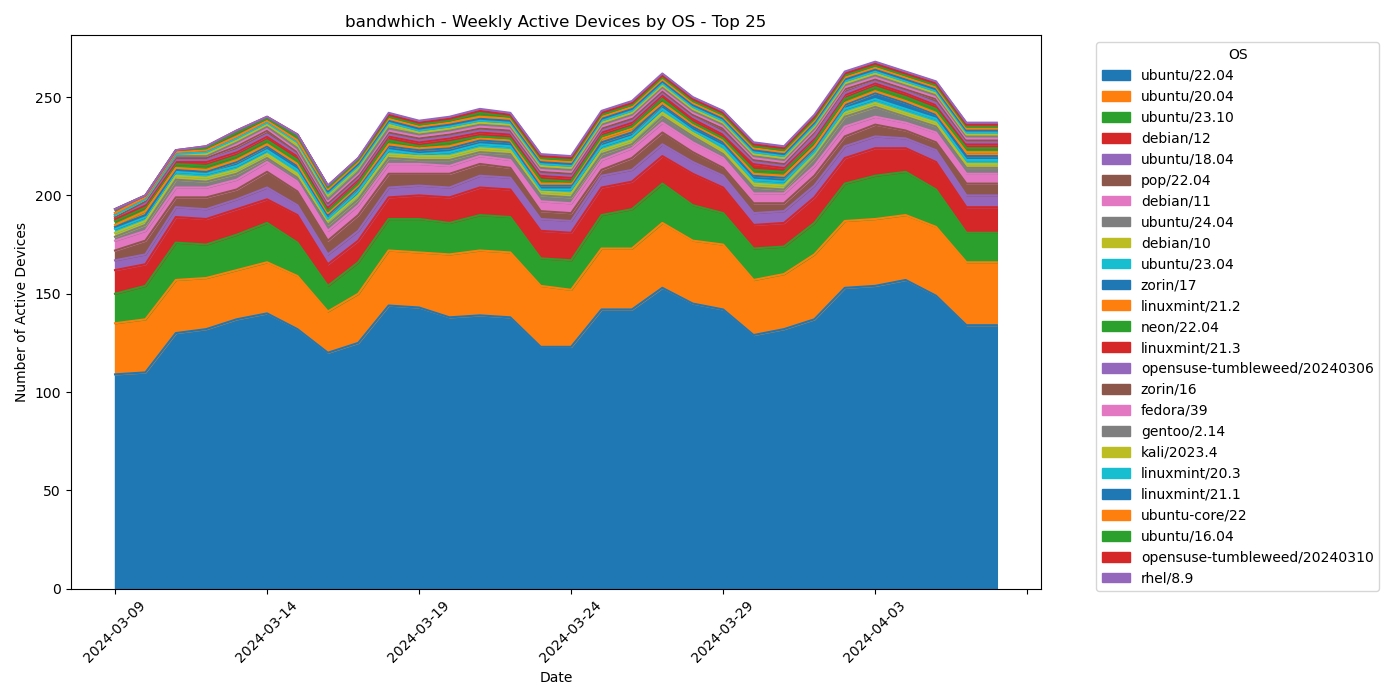 bandwhich - Weekly Active Devices by OS - Top 25
Number of Active Devices
250
200
150
100
50
0
2024-03-09
2024-03-14
2024-03-19
2024-03-24
2024-03-29
2024-04-03
Date
OS
ubuntu/22.04
ubuntu/20.04
ubuntu/23.10
debian/12
ubuntu/18.04
pop/22.04
debian/11
ubuntu/24.04
debian/10
ubuntu/23.04
zorin/17
linuxmint/21.2
neon/22.04
linuxmint/21.3
opensuse-tumbleweed/20240306
zorin/16
fedora/39
gentoo/2.14
kali/2023.4
linuxmint/20.3
linuxmint/21.1
ubuntu-core/22
ubuntu/16.04
opensuse-tumbleweed/20240310
rhel/8.9